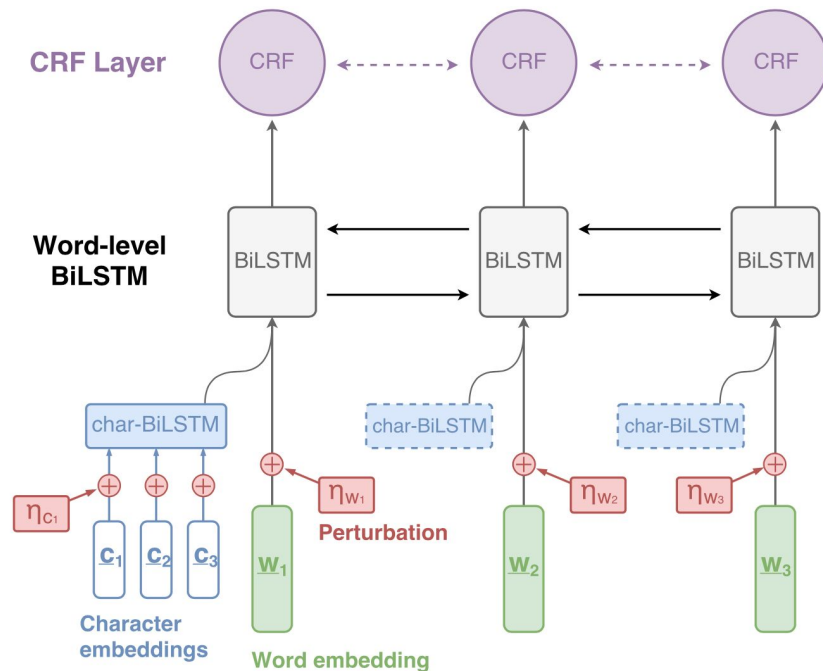 CRF Layer
CRF
CRF
CRF
Word-level
BiLSTM
BiLSTM
BiLSTM
BiLSTM
char-BiLSTM
char-BiLSTM
char-BiLSTM
ηc1
ηw1
ηw2
ηw3
Perturbation
c1
c2
c3
w1
w2
w3
Character
embeddings
Word embedding